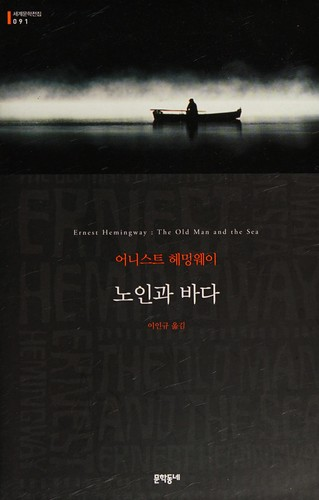 세계문학전집
091
Ernest Hemingway : The Old Man and the Sea
어니스트 헤밍웨이
노인과 바다
이인규 옮김
문학동네